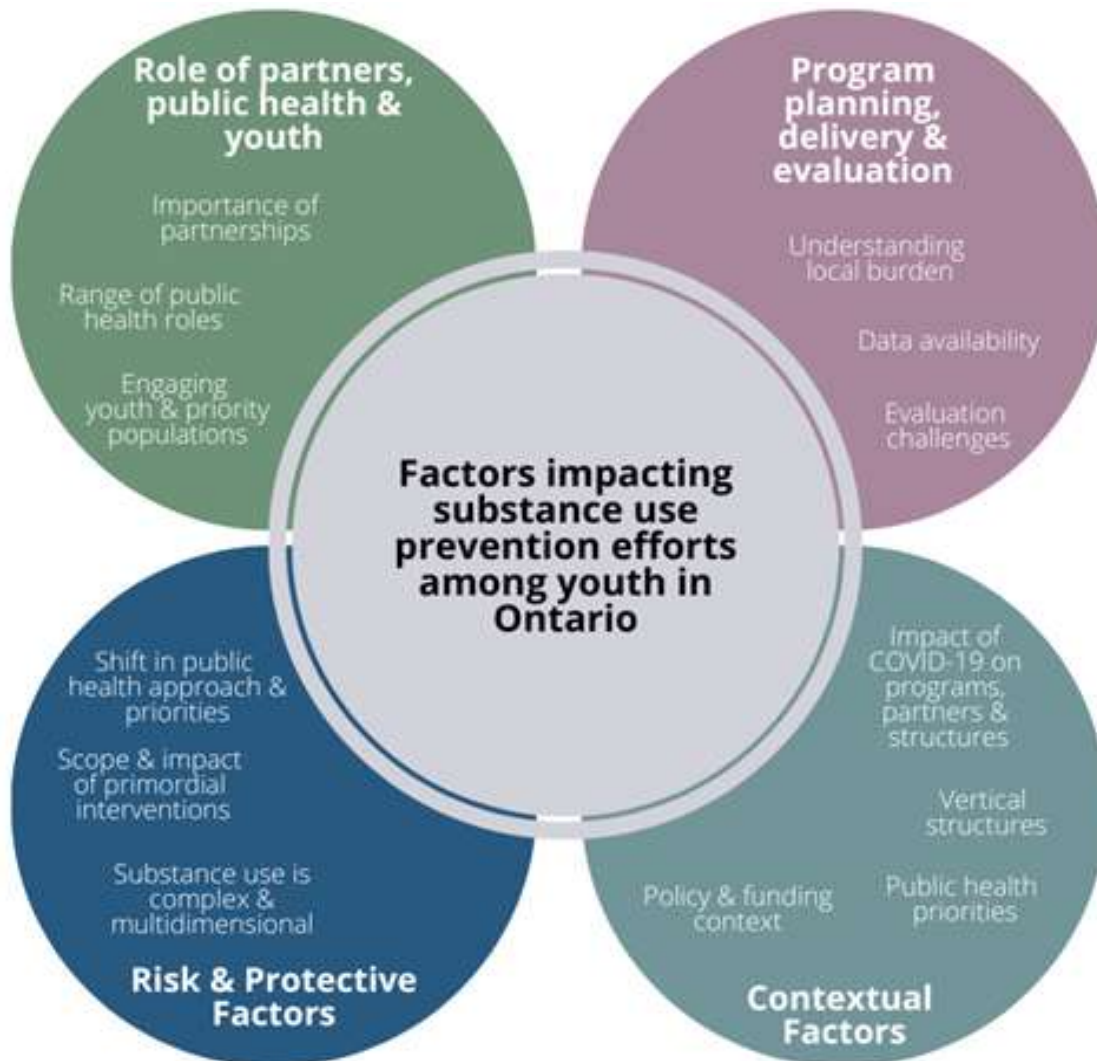 Role of partners,
public health &
youth
Importance of
partnerships
Range of public
health roles
Engaging
youth & priority
populations
Program
planning,
delivery &
evaluation
Understanding
local burden
Data availability
Evaluation
challenges
Factors impacting
substance use
prevention efforts
among youth in
Ontario
Shift in public
health approach &
priorities
Scope & impact
of primordial
interventions
Substance use is
complex &
multidimensional
Risk & Protective
Factors
Impact of
COVID-19 on
programs,
partners &
structures
Vertical
structures
Policy & funding
context
Public health
priorities
Contextual
Factors